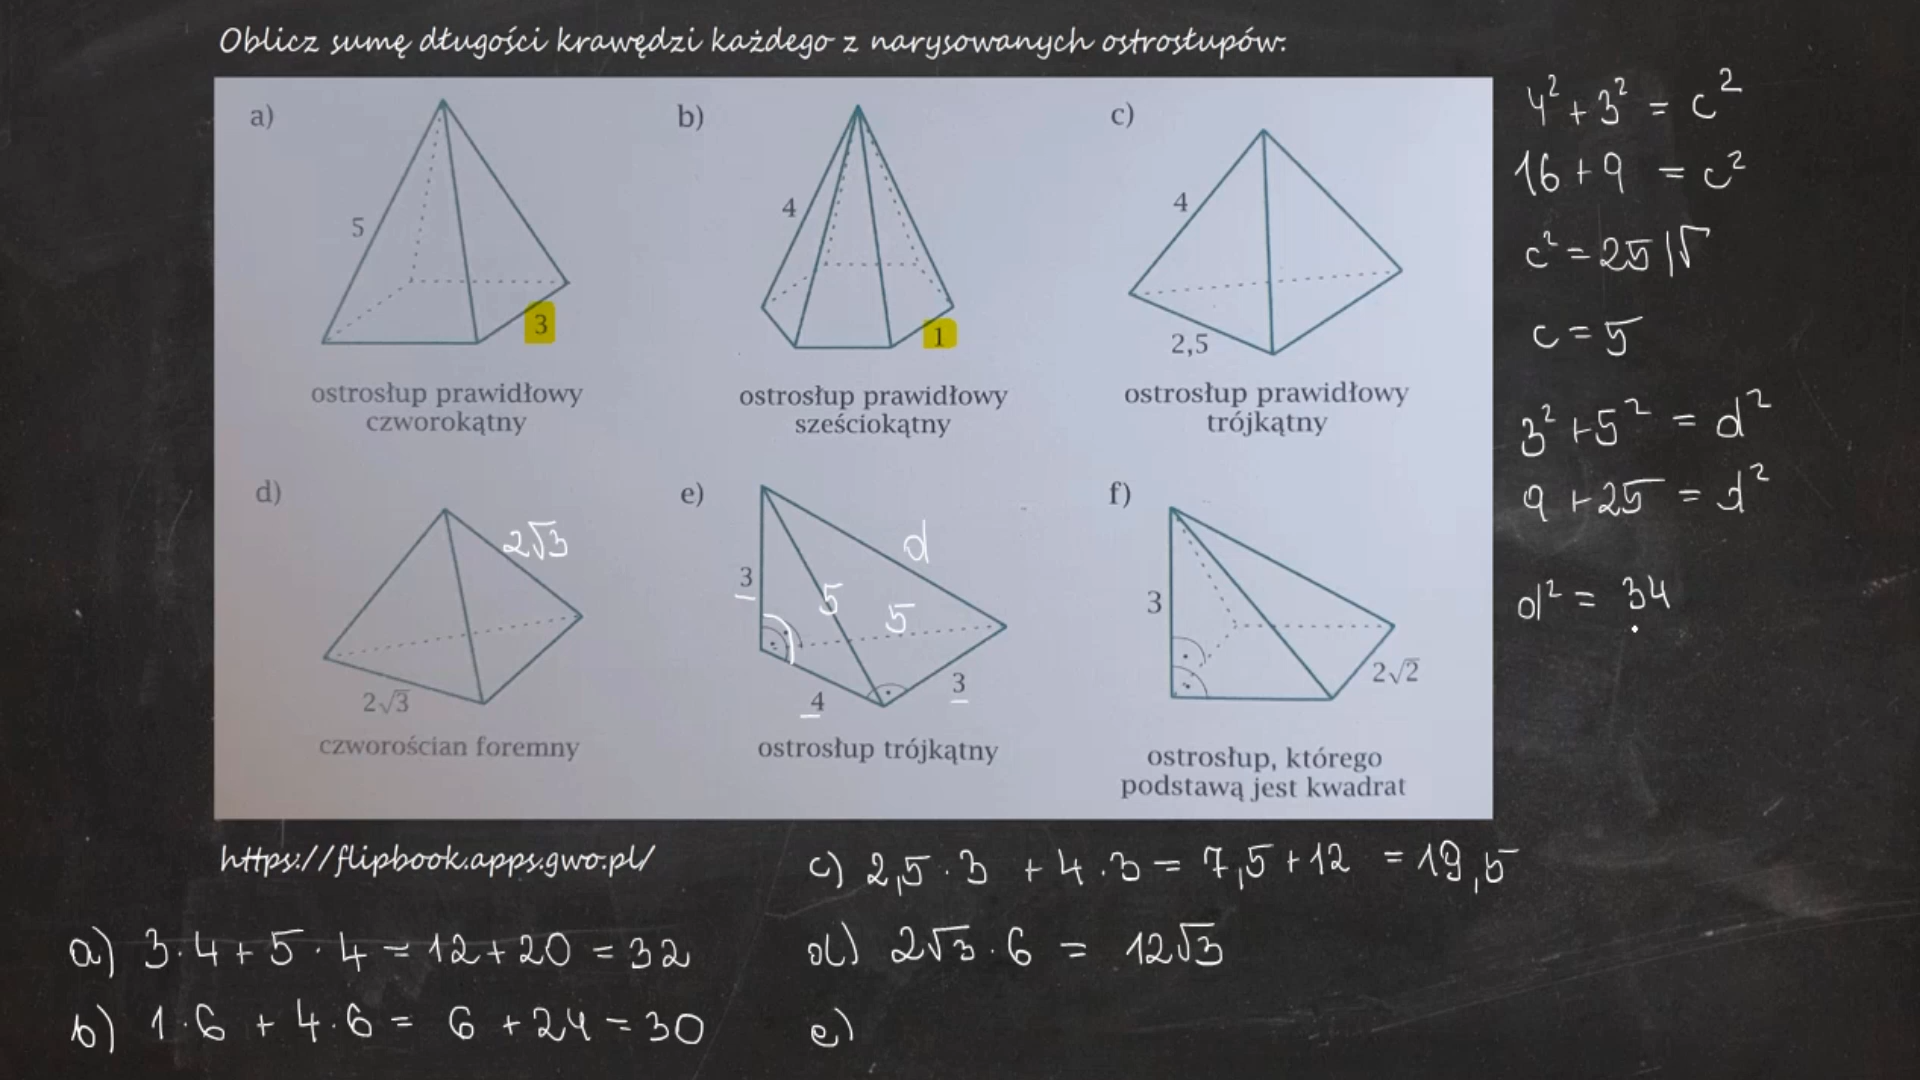 Oblicz sumę długości krawędzi każdego z narysowanych ostrosłupów.
a)
5
3
ostrosłup prawidłowy
czworokątny
b)
4
1
ostrosłup prawidłowy
sześciokątny
c)
4
2,5
ostrosłup prawidłowy
trójkątny
d)
2√3
2√3
czworościan foremny
e)
d
3
5
5
4
3
ostrosłup trójkątny
f)
3
2√2
ostrosłup, którego
podstawą jest kwadrat
4² + 3² = c²
16 + 9 = c²
c² = 25 |√
c = 5
3² + 5² = d²
9 + 25 = d²
d² = 34
https://flipbook.apps.gwo.pl/
a) 3·4 + 5·4 = 12 + 20 = 32
b) 1·6 + 4·6 = 6 + 24 = 30
c) 2,5·3 + 4·3 = 7,5 + 12 = 19,5
d) 2√3·6 = 12√3
e)